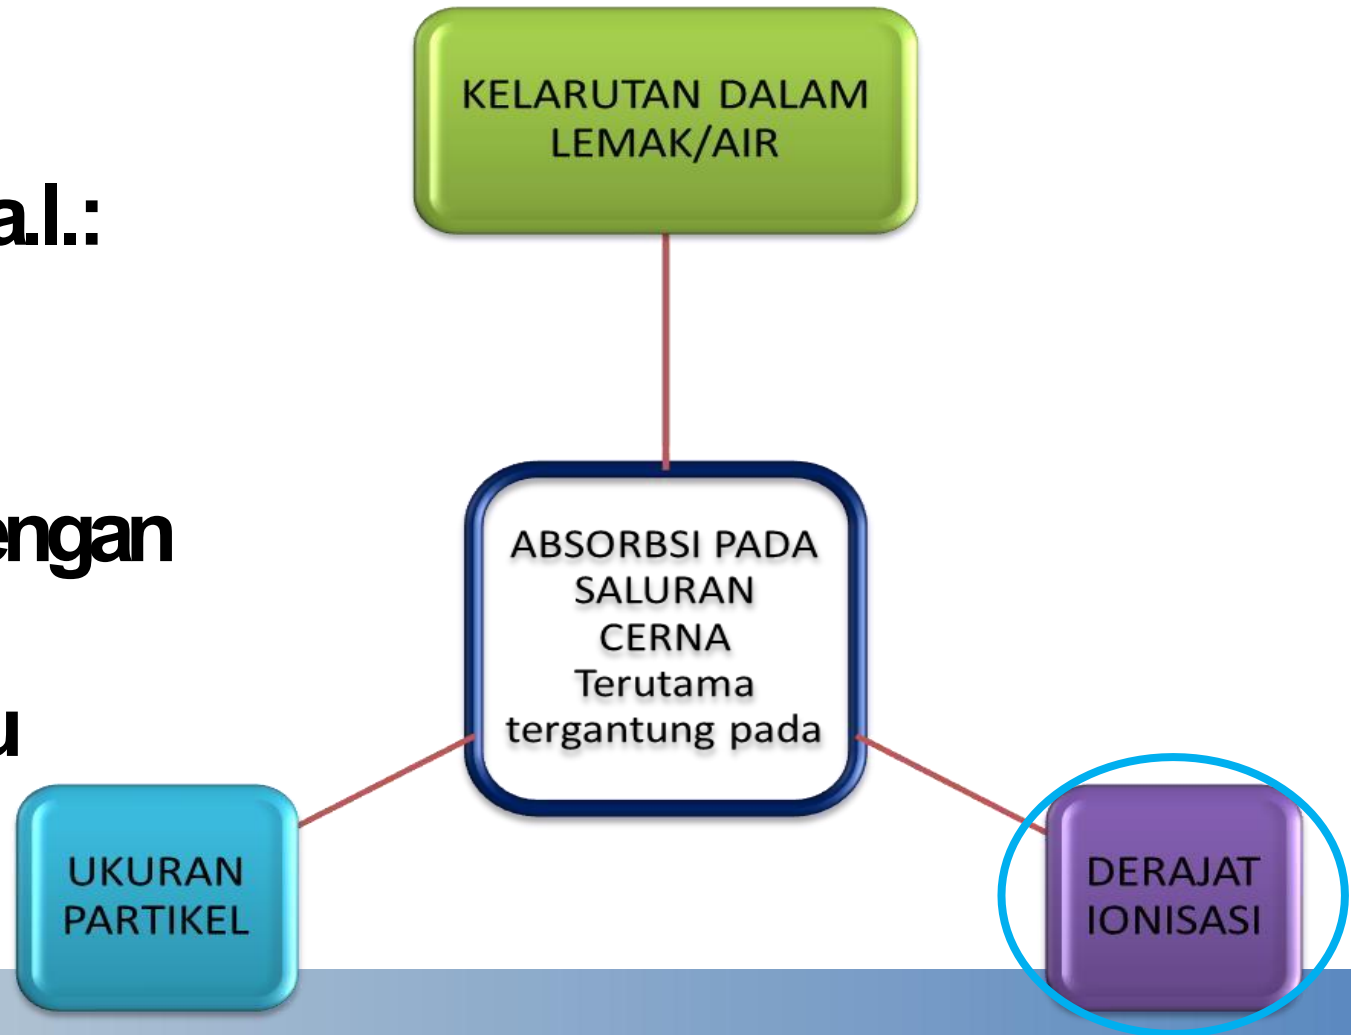 KELARUTAN DALAM
LEMAK/AIR
a.l.:
engan
ABSORBSI PADA
SALURAN
CERNA
Terutama
tergantung pada
u
UKURAN
PARTIKEL
DERAJAT
IONISASI